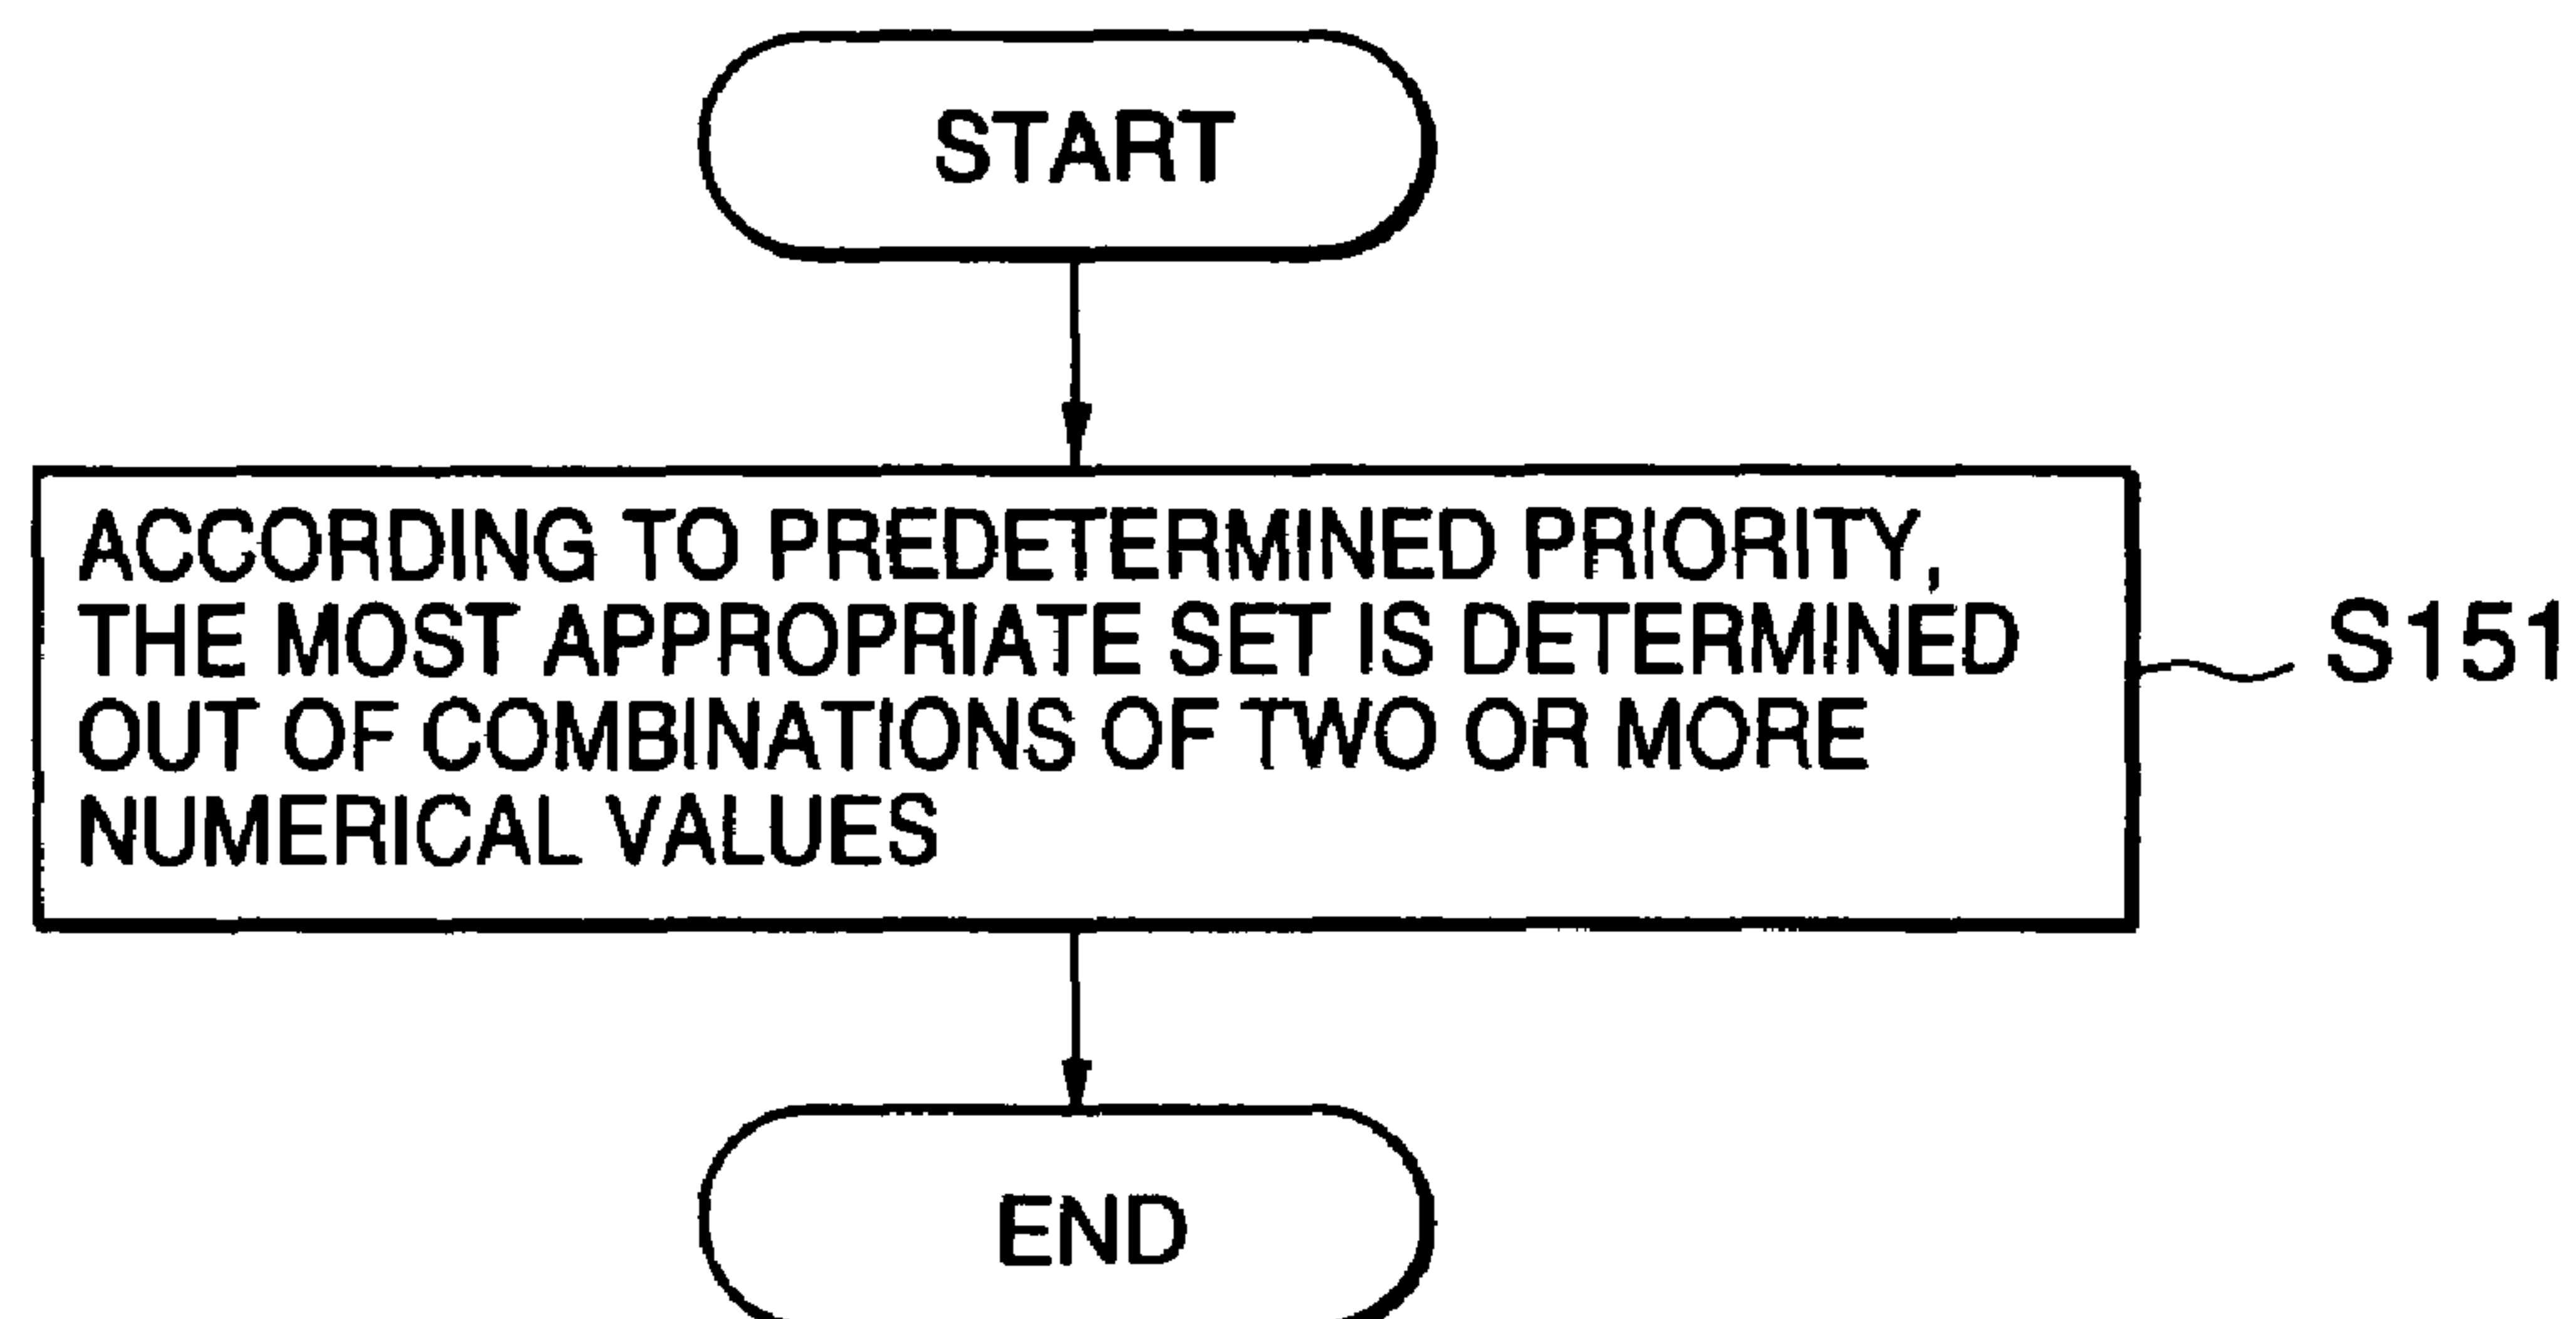 START
ACCORDING TO PREDETERMINED PRIORITY,
THE MOST APPROPRIATE SET IS DETERMINED
OUT OF COMBINATIONS OF TWO OR MORE
NUMERICAL VALUES
S151
END